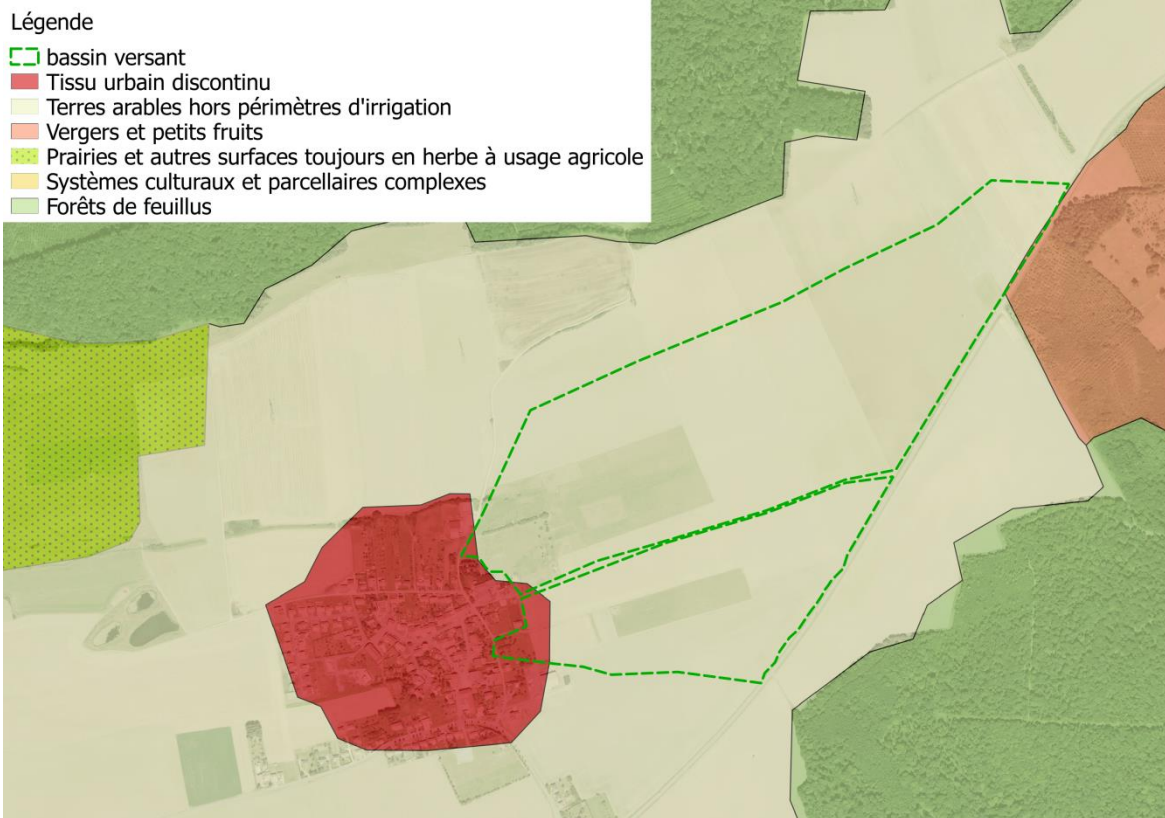 Légende
bassin versant
Tissu urbain discontinu
Terres arables hors périmètres d'irrigation
Vergers et petits fruits
Prairies et autres surfaces toujours en herbe à usage agricole
Systèmes culturaux et parcellaires complexes
Forêts de feuillus